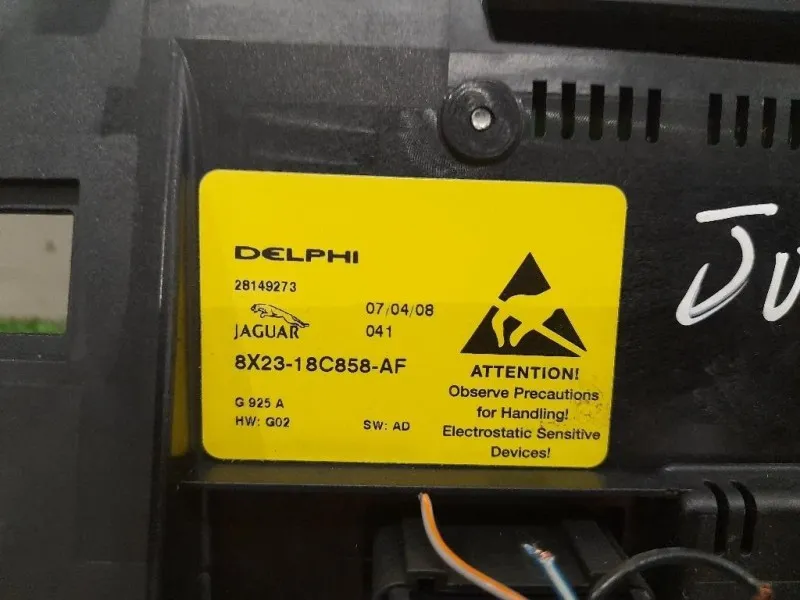 DELPHI
28149273
07/04/08
JAGUAR
041
8X23-18C858-AF
G 925 A
HW: G02
SW: AD
ATTENTION!
Observe Precautions
for Handling!
Electrostatic Sensitive
Devices!